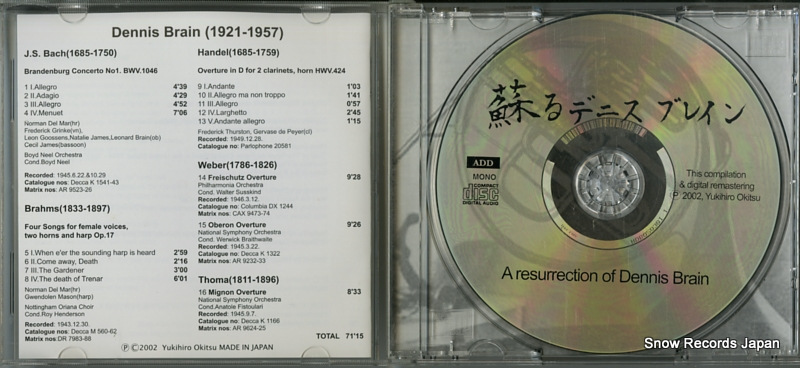 Dennis Brain (1921-1957)
J.S. Bach(1685-1750)
Brandenburg Concerto No1. BWV.1046
1 I.Allegro 4'39
2 II.Adagio 4'29
3 III.Allegro 4'52
4 IV.Menuet 7'06
Norman Del Mar(hr)
Frederick Grinke(vn),
Leon Goossens,Natalie James,Leonard Brain(ob)
Cecil James(bassoon)
Boyd Neel Orchestra
Cond.Boyd Neel
Recorded: 1945.6.22,&10.29
Catalogue nos: Decca K 1541-43
Matrix nos: AR 9523-26
Brahms(1833-1897)
Four Songs for female voices,
two horns and harp Op.17
5 I.When e'er the sounding harp is heard 2'59
6 II.Come away, Death 2'16
7 III.The Gardener 3'00
8 IV.The death of Trenar 6'01
Norman Del Mar(hr)
Gwendolen Mason(harp)
Nottingham Oriana Choir
Cond.Roy Henderson
Recorded: 1943.12.30.
Catalogue nos: Decca M 560-62
Matrix nos:DR 7983-88
Handel(1685-1759)
Overture in D for 2 clarinets, horn HWV.424
9 I.Andante 1'03
10 II.Allegro ma non troppo 1'41
11 III.Allegro 0'57
12 IV.Larghetto 2'45
13 V.Andante allegro 1'15
Frederick Thurston, Gervase de Peyer(cl)
Recorded: 1949.12.28.
Catalogue no: Parlophone 20581
Weber(1786-1826)
14 Freischutz Overture 9'28
Philharmonia Orchestra
Cond. Walter Susskind
Recorded: 1946.3.12.
Catalogue no: Columbia DX 1244
Matrix nos: CAX 9473-74
15 Oberon Overture 9'26
National Symphony Orchestra
Cond. Werwick Braithwaite
Recorded: 1945.3.22.
Catalogue no: Decca K 1322
Matrix nos: AR 9232-33
Thoma(1811-1896)
16 Mignon Overture 8'33
National Symphony Orchestra
Cond.Anatole Fistoulari
Recorded: 1945.9.7.
Catalogue no: Decca K 1166
Matrix nos: AR 9624-25
TOTAL 71'15
Ⓟ ©2002 Yukihiro Okitsu MADE IN JAPAN
蘇るデニス ブレイン
ADD
MONO
COMPACT
disc
DIGITAL AUDIO
This compilation
& digital remastering
Ⓟ 2002, Yukihiro Okitsu
A resurrection of Dennis Brain
Snow Records Japan